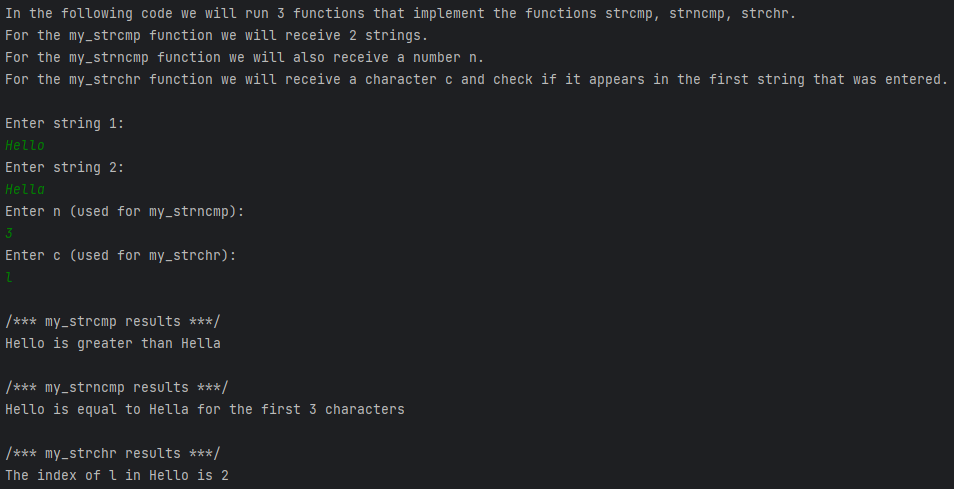 In the following code we will run 3 functions that implement the functions strcmp, strncmp, strchr.
For the my_strcmp function we will receive 2 strings.
For the my_strncmp function we will also receive a number n.
For the my_strchr function we will receive a character c and check if it appears in the first string that was entered.
Enter string 1:
Hello
Enter string 2:
Hella
Enter n (used for my_strncmp):
3
Enter c (used for my_strchr):
l
/*** my_strcmp results ***/
Hello is greater than Hella
/*** my_strncmp results ***/
Hello is equal to Hella for the first 3 characters
/*** my_strchr results ***/
The index of l in Hello is 2